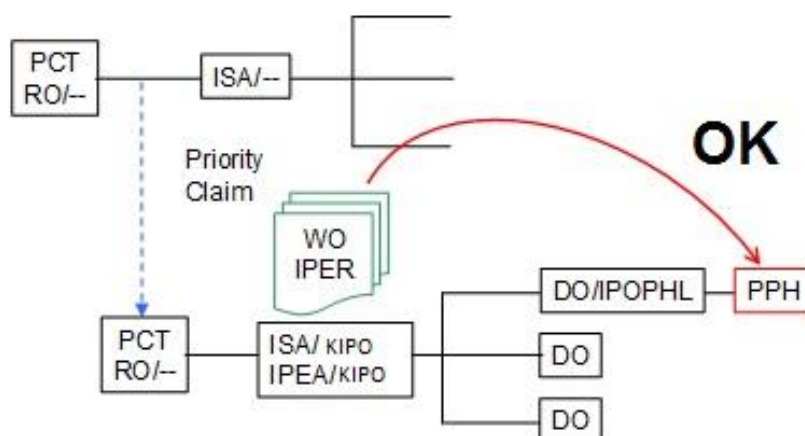 PCT
RO/--
ISA/--
OK
Priority
Claim
WO
IPER
DO/IPOPHL
PPH
PCT
RO/--
ISA/ KIPO
IPEA/KIPO
DO
DO